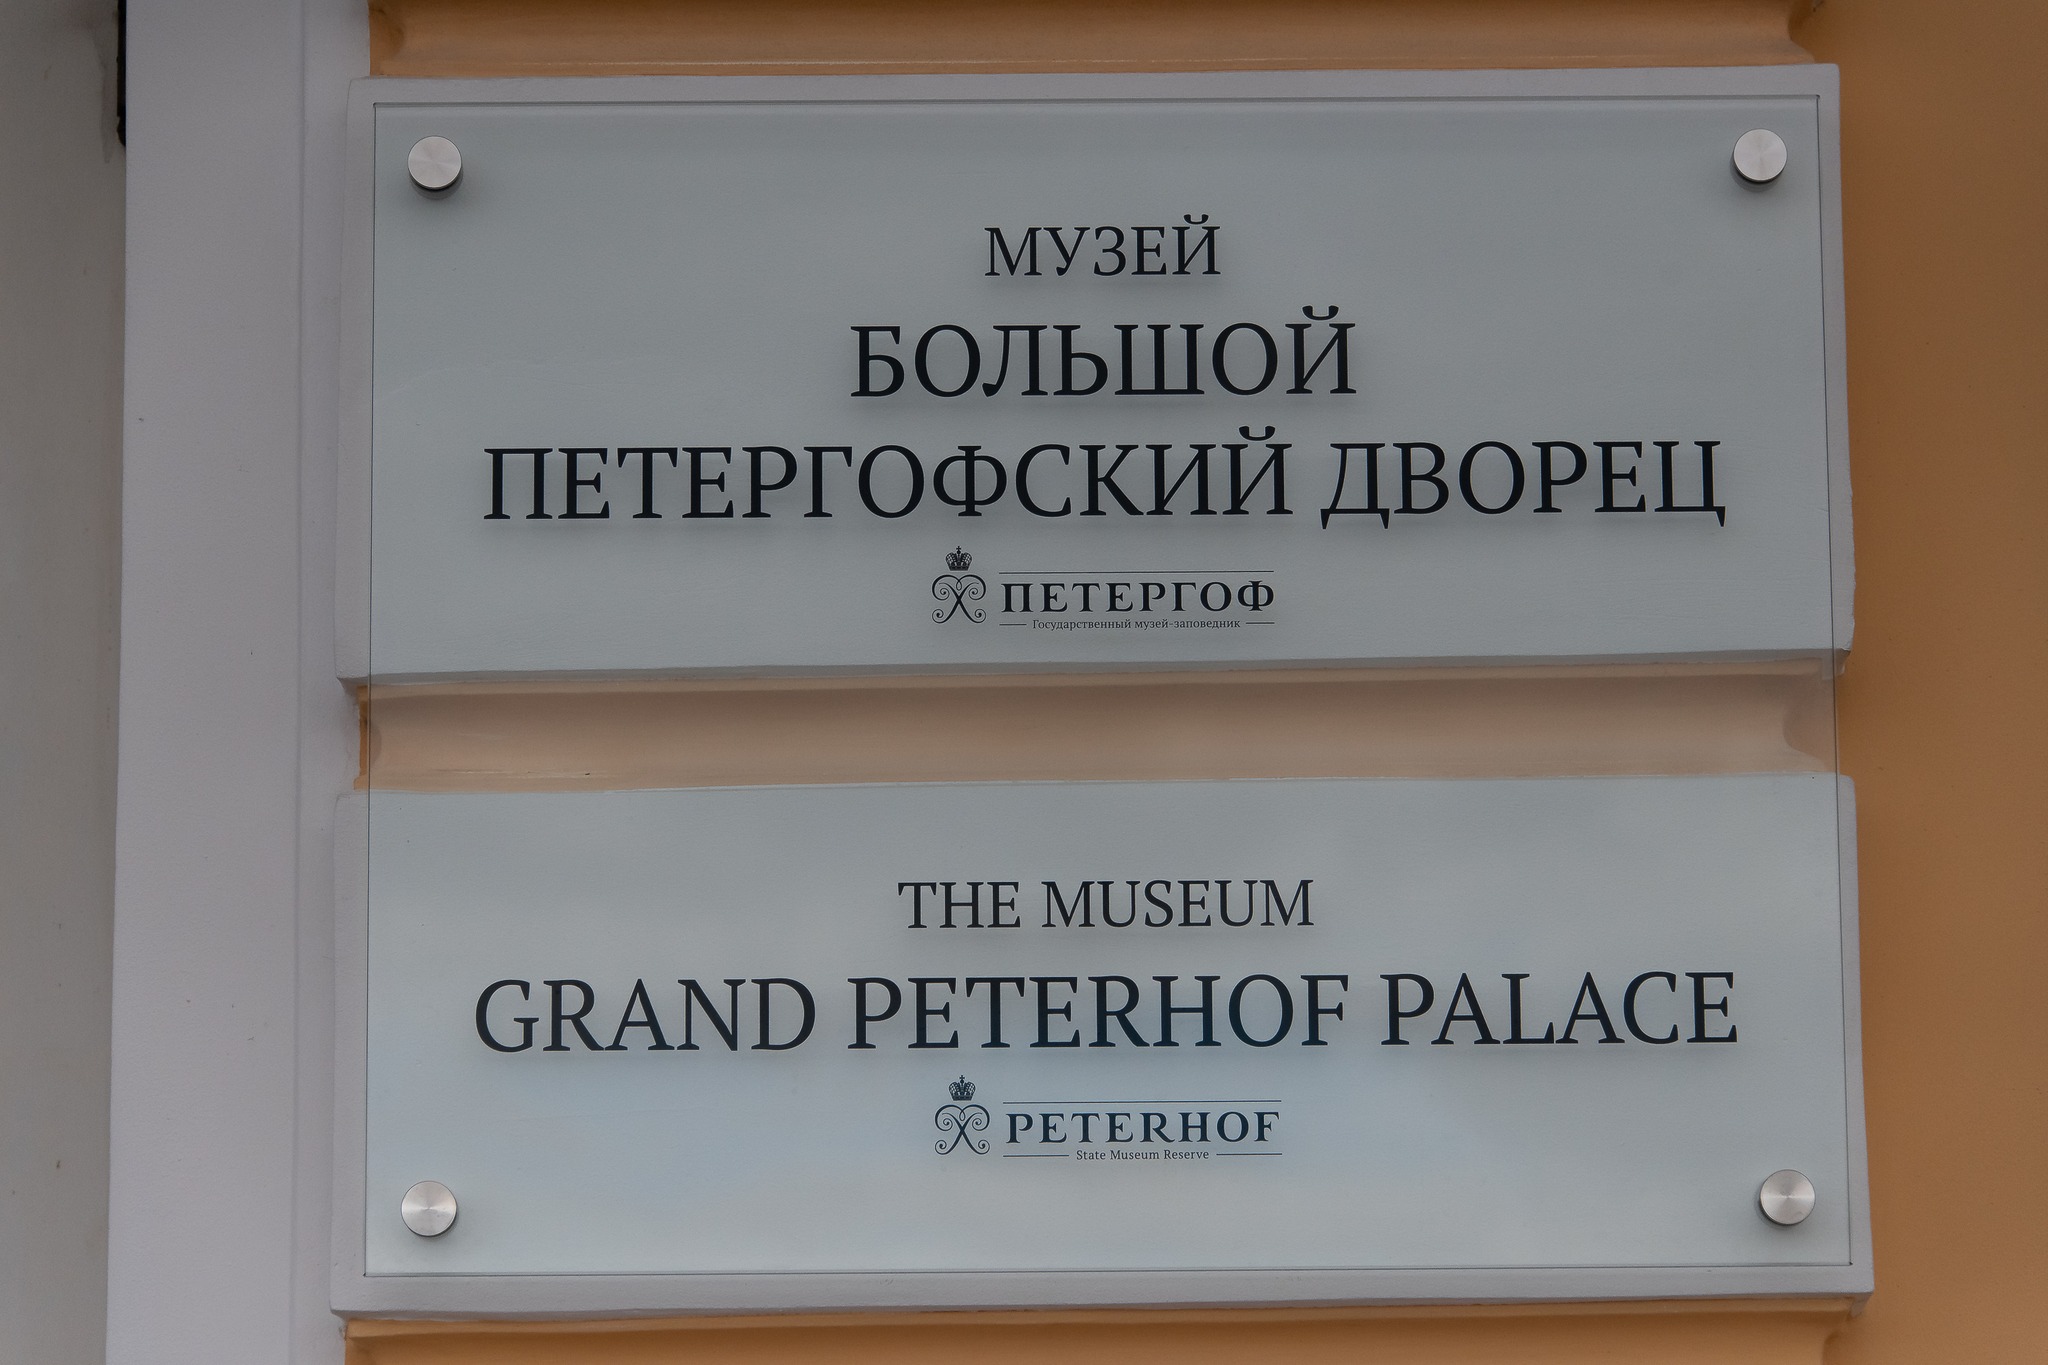 МУЗЕЙ
БОЛЬШОЙ
ПЕТЕРГОФСКИЙ ДВОРЕЦ
ПЕТЕРГОФ
Государственный музей-заповедник
THE MUSEUM
GRAND PETERHOF PALACE
PETERHOF
State Museum Reserve